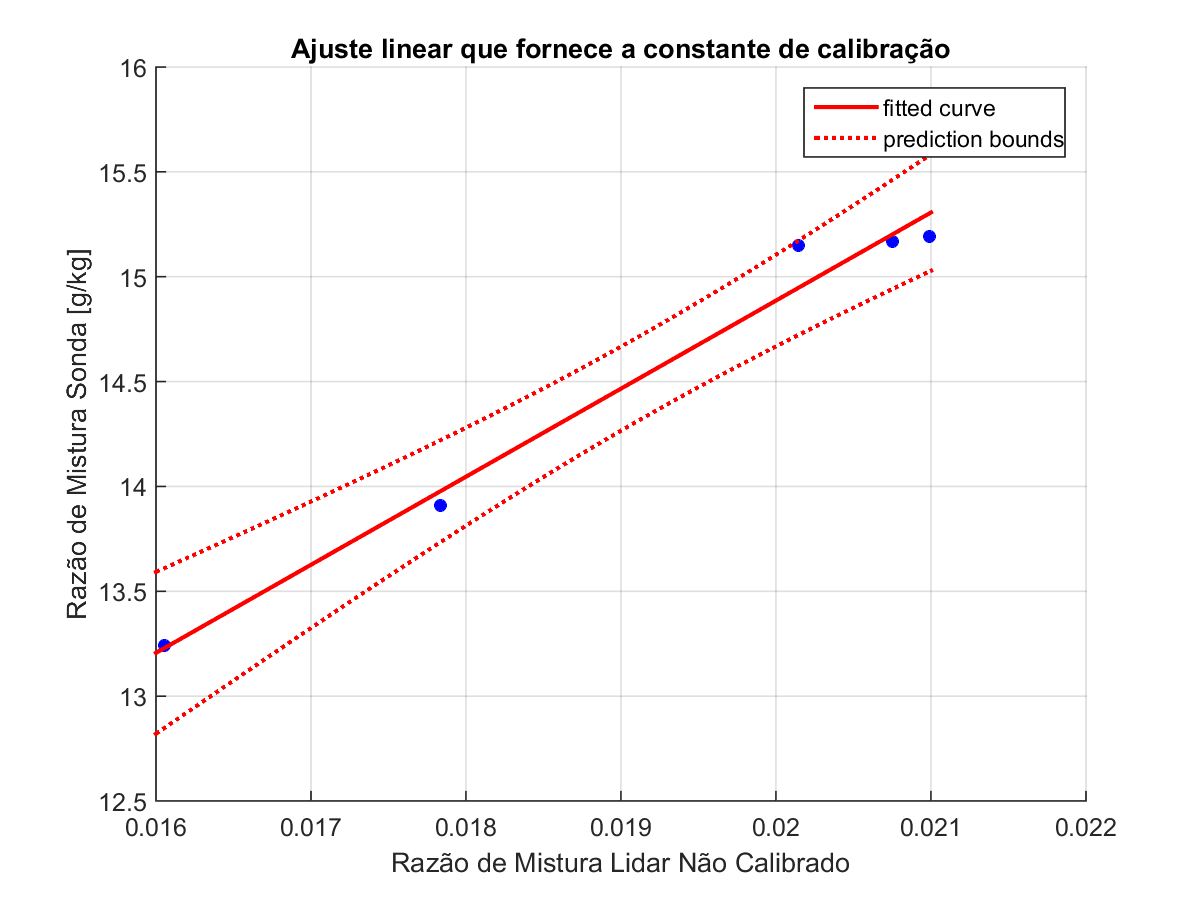 Ajuste linear que fornece a constante de calibração
fitted curve
prediction bounds
Razão de Mistura Sonda [g/kg]
16
15.5
15
14.5
14
13.5
13
12.5
0.016 0.017 0.018 0.019 0.02 0.021 0.022
Razão de Mistura Lidar Não Calibrado